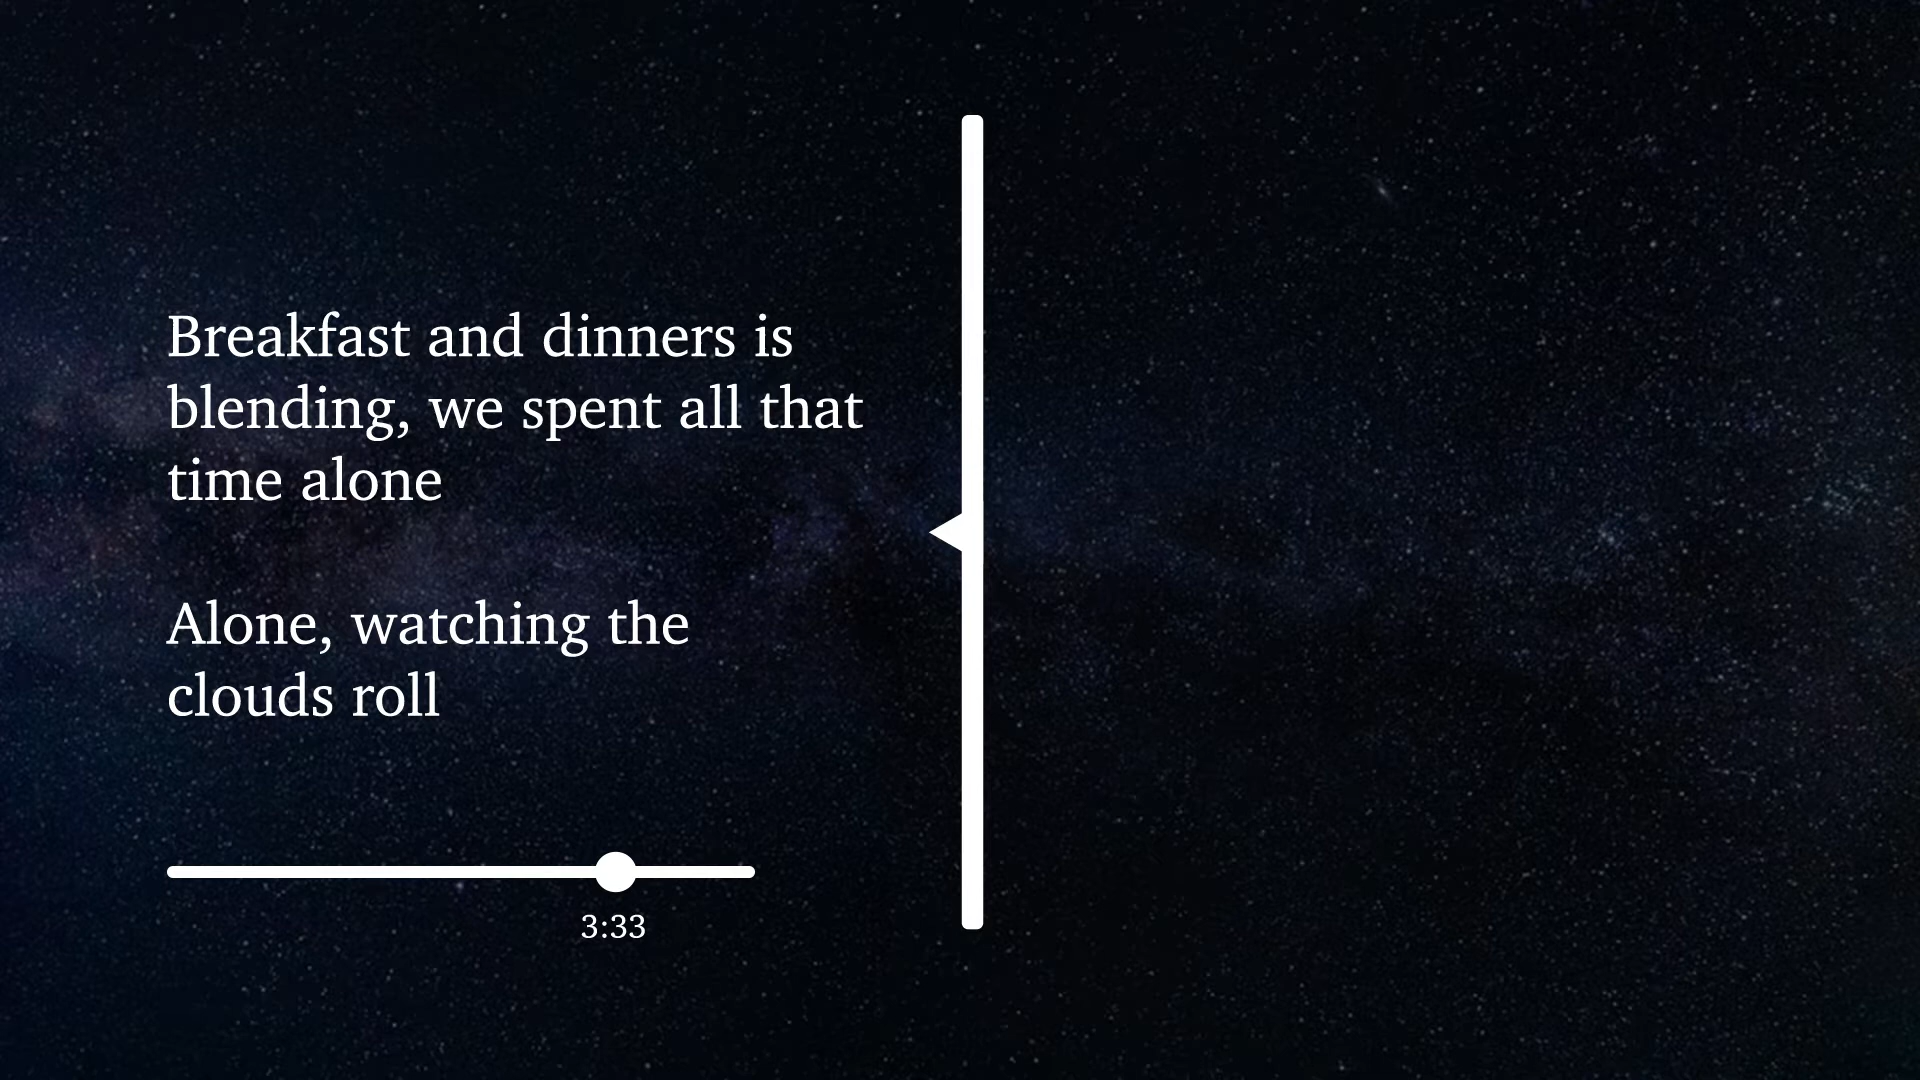 Breakfast and dinners is
blending, we spent all that
time alone
Alone, watching the
clouds roll
3:33